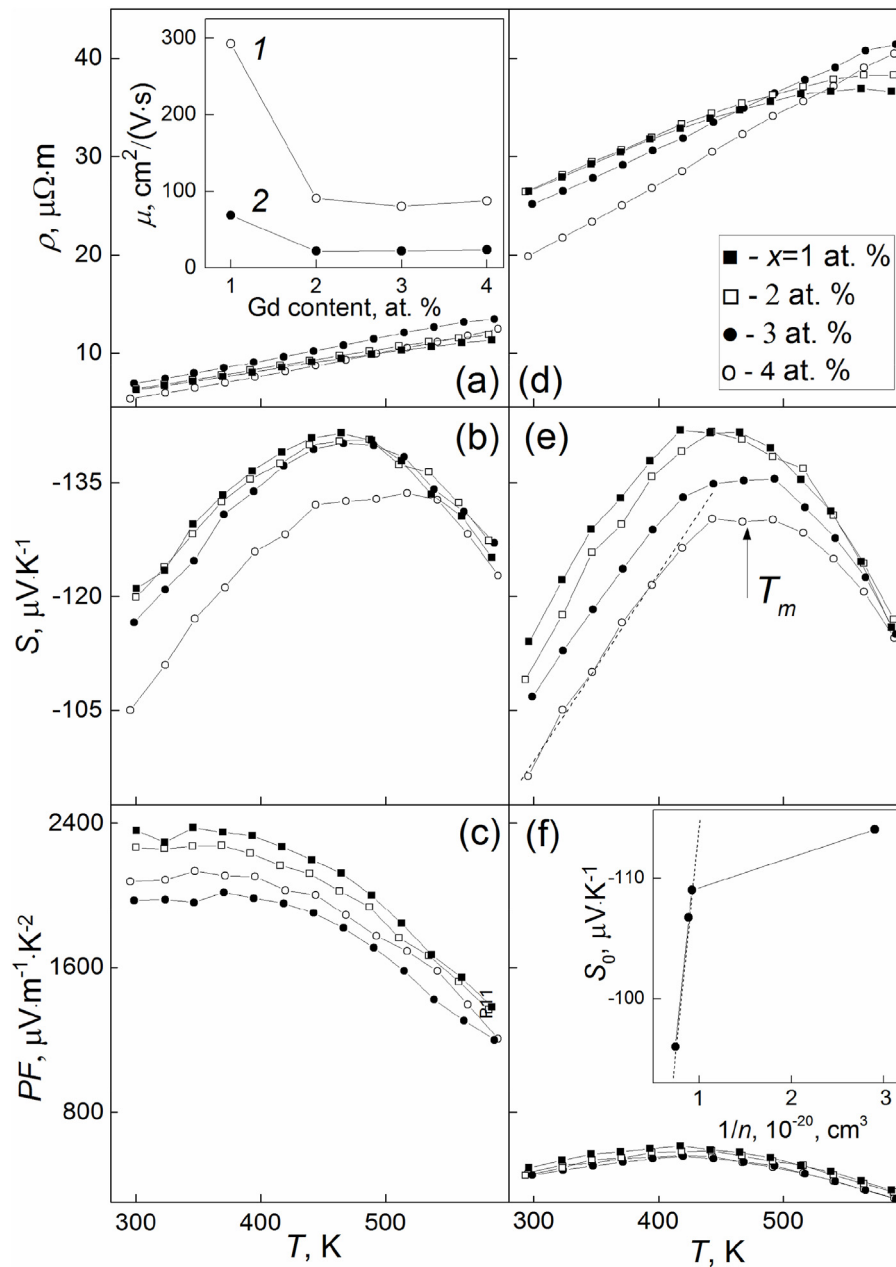 300
200
100
0
μ, cm²/(V·s)
1
2
1 2 3 4
Gd content, at. %
40
30
20
10
ρ, μΩ·m
(a)
(d)
■ - x=1 at. %
□ - 2 at. %
● - 3 at. %
○ - 4 at. %
(b)
(e)
-135
-120
-105
S, μV·K⁻¹
Tₘ
(c)
(f)
2400
1600
800
PF, μV·m⁻¹·K⁻²
-110
-100
S₀, μV·K⁻¹
1 2 3
1/n, 10⁻²⁰, cm³
300 400 500
300 400 500
T, K
T, K